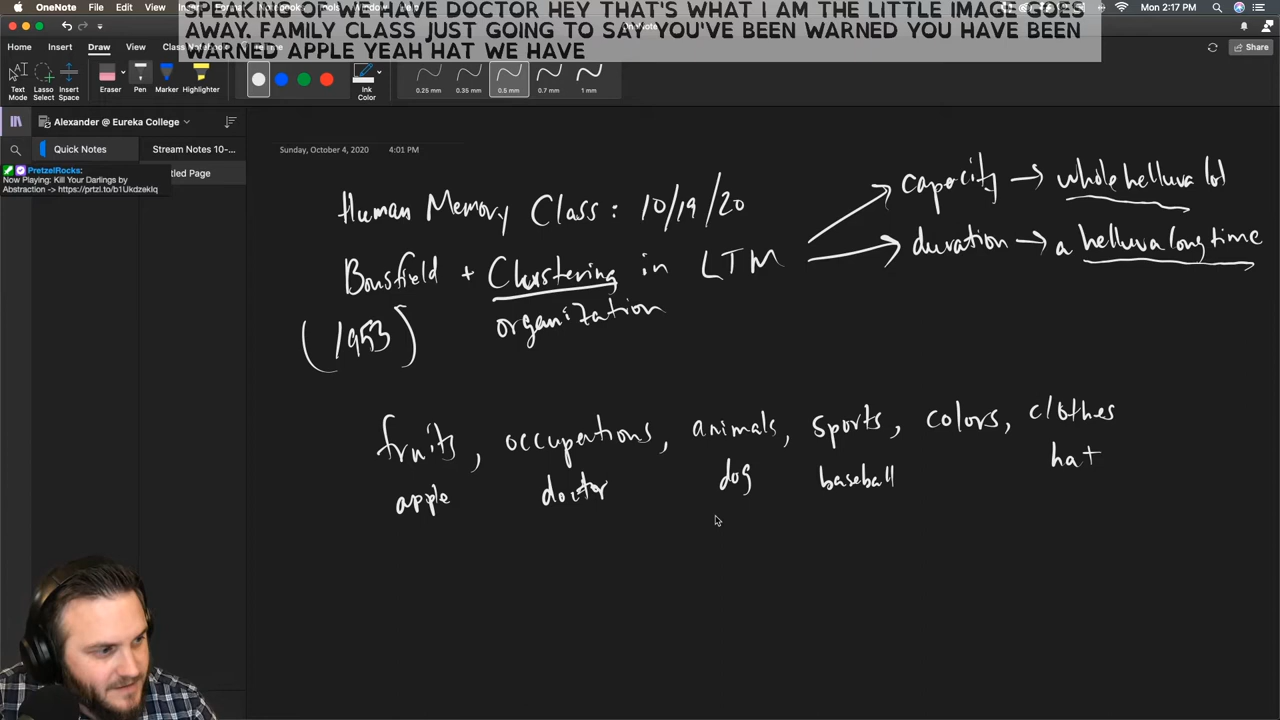 SPEAKING OF WE HAVE DOCTOR HEY THAT'S WHAT I AM THE LITTLE IMAGE GOES
AWAY. FAMILY CLASS JUST GOING TO SAY YOU'VE BEEN WARNED YOU HAVE BEEN
WARNED APPLE YEAH HAT WE HAVE
OneNote File Edit
Mon 2:17 PM
Home Insert Draw View Class Notebook
Share
Text Mode
Lasso Select
Insert Space
Eraser Pen Marker Highlighter
Ink Color
0.25 mm 0.35 mm 0.5 mm 0.7 mm 1 mm
Alexander @ Eureka College
Quick Notes
Stream Notes 10-...
PretzelRocks:
Now Playing: Kill Your Darlings by
Abstraction -> https://prtzl.to/b1Ukdzeklq
tled Page
Sunday, October 4, 2020 4:01 PM
Human Memory Class: 10/19/20
capacity → whole helluva lot
duration → a helluva long time
Bousfield + Clustering in LTM
(1953) organization
fruits, occupations, animals, sports, colors, clothes
apple doctor dog baseball hat